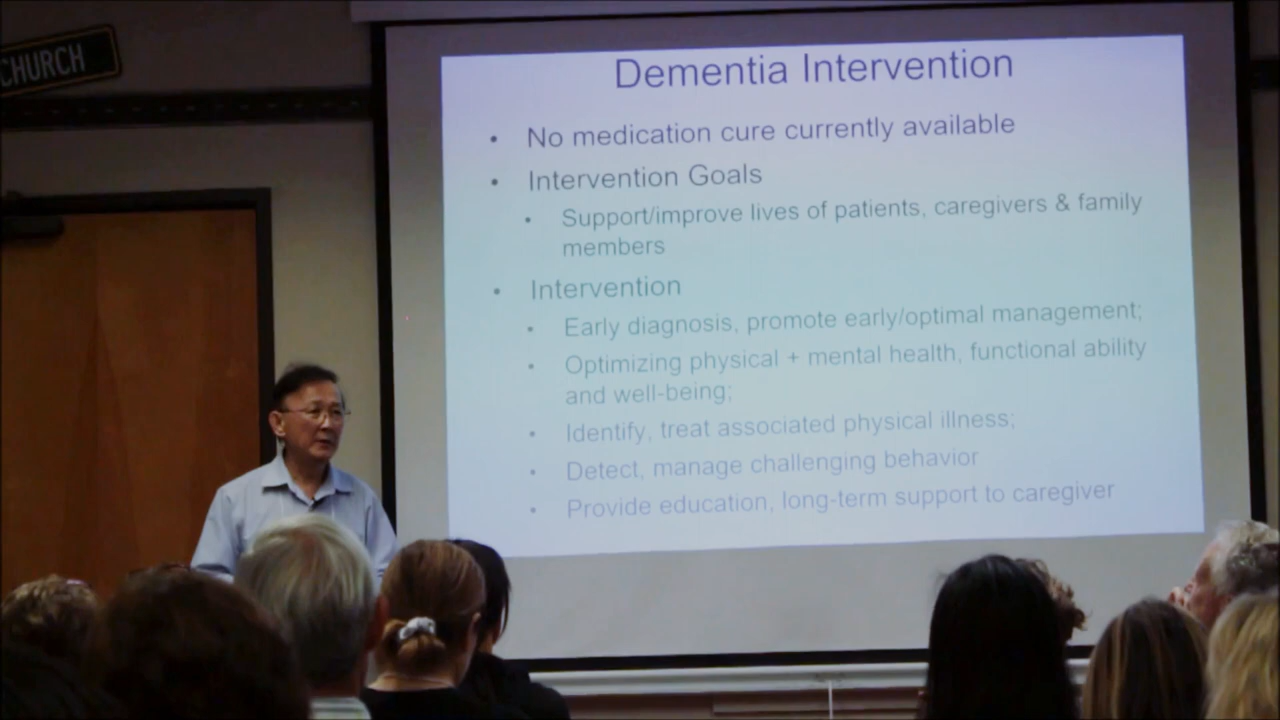 CHURCH
Dementia Intervention
• No medication cure currently available
• Intervention Goals
• Support/improve lives of patients, caregivers & family
members
• Intervention
• Early diagnosis, promote early/optimal management;
• Optimizing physical + mental health, functional ability
and well-being;
• Identify, treat associated physical illness;
• Detect, manage challenging behavior
• Provide education, long-term support to caregiver